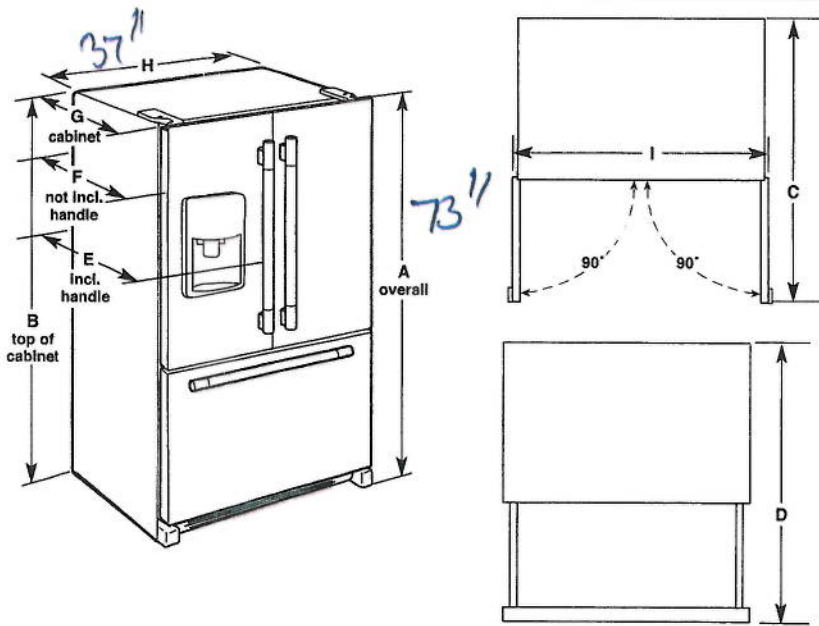 37"
H
G
cabinet
F
not incl.
handle
E
incl.
handle
B
top of
cabinet
73"
A
overall
I
C
90°
90°
D